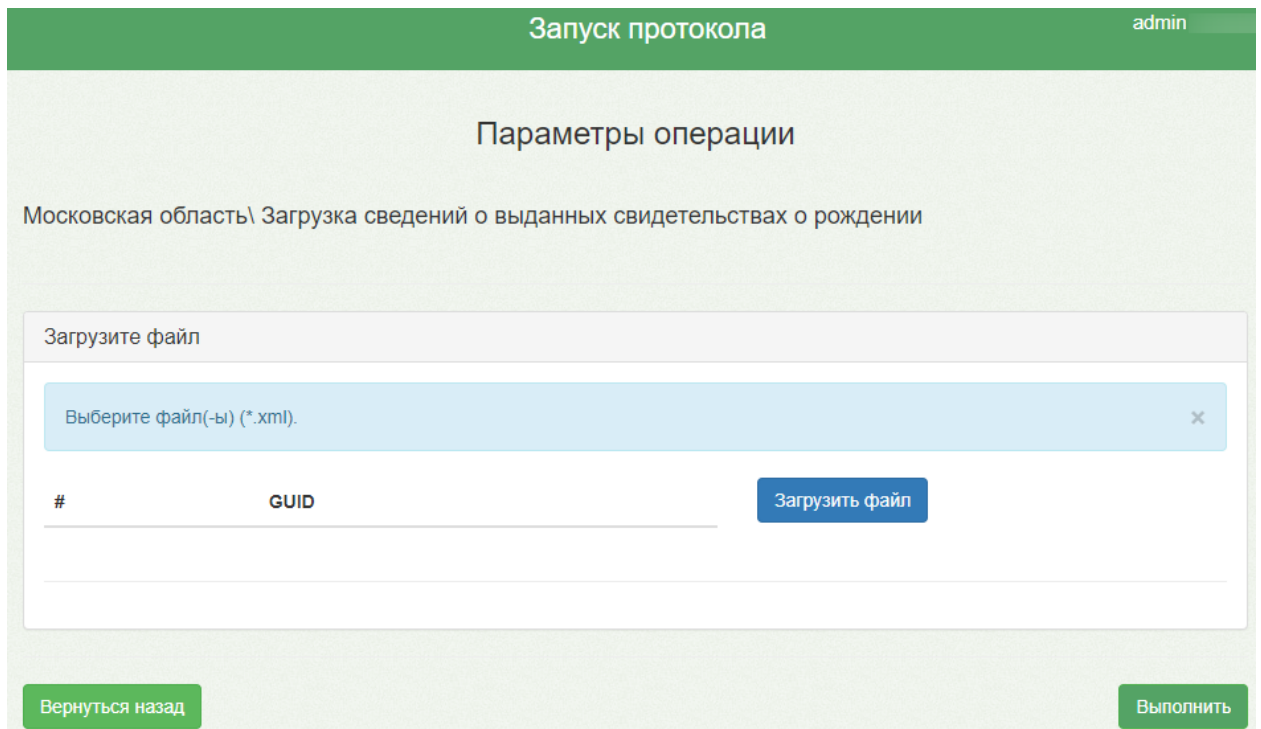 Запуск протокола
admin
Параметры операции
Московская область\ Загрузка сведений о выданных свидетельствах о рождении
Загрузите файл
Выберите файл(-ы) (*.xml).
×
# GUID
Загрузить файл
Вернуться назад
Выполнить